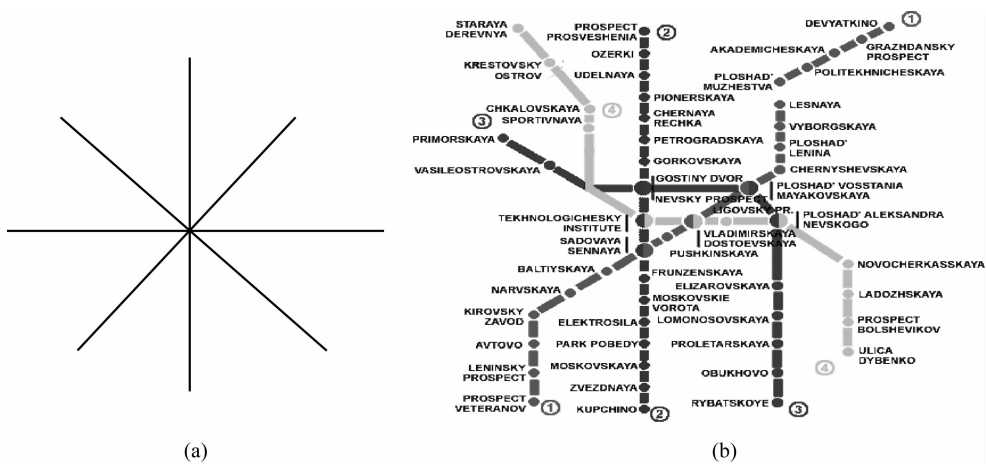 STARAYA
DEREVNYA
KRESTOVSKY
OSTROV
CHKALOVSKAYA
SPORTIVNAYA
4
3
PRIMORSKAYA
VASILEOSTROVSKAYA
PROSPECT
PROSVESHENIA
2
OZERKI
UDELNAYA
PIONERSKAYA
CHERNAYA
RECHKA
PETROGRADSKAYA
GORKOVSKAYA
GOSTINY DVOR
NEVSKY PROSPECT
DEVYATKINO
1
AKADEMICHESKAYA
GRAZHDANSKY
PROSPECT
POLITEKHNICHESKAYA
PLOSHAD'
MUZHESTVA
LESNAYA
VYBORGSKAYA
PLOSHAD'
LENINA
CHERNYSHEVSKAYA
PLOSHAD' VOSSTANIA
MAYAKOVSKAYA
LIGOVSKY PR.
PLOSHAD' ALEKSANDRA
NEVSKOGO
TEKHNOLOGICHESKY
INSTITUTE
VLADIMIRSKAYA
DOSTOEVSKAYA
SADOVAYA
SENNAYA
PUSHKINSKAYA
BALTIYSKAYA
NARVSKAYA
KIROVSKY
ZAVOD
AVTOVO
LENINSKY
PROSPECT
PROSPECT
VETERANOV
1
FRUNZENSKAYA
MOSKOVSKIE
VOROTA
ELEKTROSILA
PARK POBEDY
MOSKOVSKAYA
ZVEZDNAYA
KUPCHINO
2
ELIZAROVSKAYA
LOMONOSOVSKAYA
PROLETARSKAYA
OBUKHOVO
RYBATSKOYE
3
NOVOCHERKASSKAYA
LADOZHSKAYA
PROSPECT
BOLSHEVIKOV
ULICA
DYBENKO
4
(a)
(b)